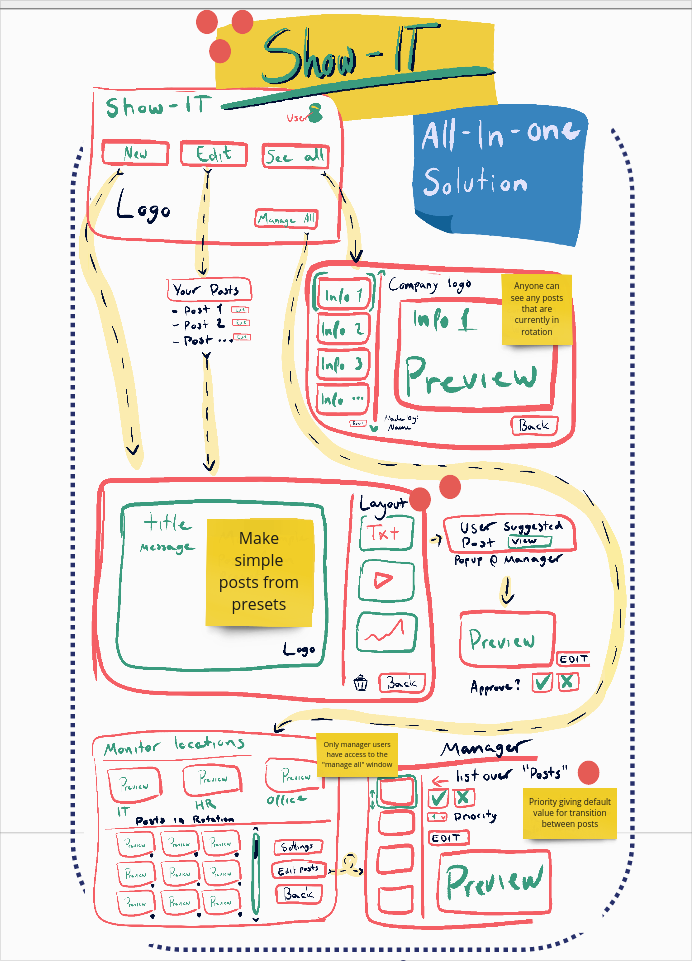 Show-IT
All-In-one
Solution
Show-IT
User
New
Edit
See all
Logo
Manage All
Your Posts
- Post 1
- Post 2
- Post ...
Info 1
Info 2
Info 3
Info ...
Company logo
Info 1
Preview
Made by:
Name
Back
Anyone can
see any posts
that are
currently in
rotation
title
message
Make
simple
posts from
presets
Logo
Layout
Txt
Back
User Suggested
Post View
Popup @ Manager
Preview
EDIT
Approve?
Monitor locations
Preview
Preview
Preview
IT
HR
Office
Posts in Rotation
Preview
Preview
Preview
Preview
Preview
Preview
Preview
Preview
Preview
Settings
Edit posts
Back
Only manager users
have access to the
"manage all" window
Manager
list over "Posts"
Priority
EDIT
Preview
Priority giving default
value for transition
between posts